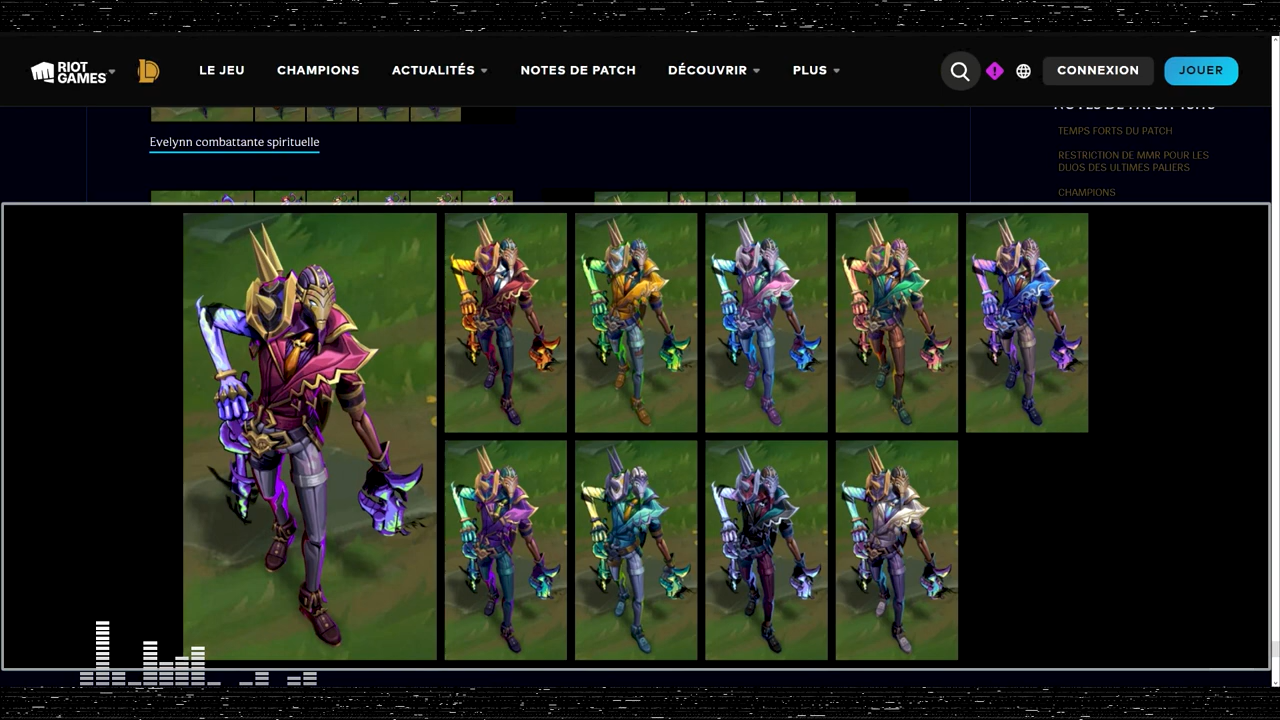 RIOT
GAMES
LE JEU
CHAMPIONS
ACTUALITÉS
NOTES DE PATCH
DÉCOUVRIR
PLUS
CONNEXION
JOUER
TEMPS FORTS DU PATCH
Evelynn combattante spirituelle
RESTRICTION DE MMR POUR LES
DUOS DES ULTIMES PALIERS
CHAMPIONS